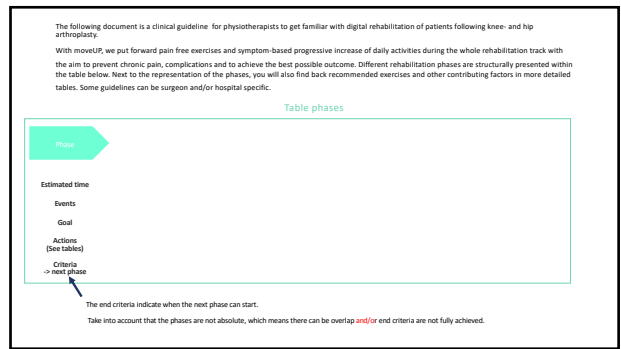 The following document is a clinical guideline for physiotherapists to get familiar with digital rehabilitation of patients following knee- and hip
arthroplasty.
With moveUP, we put forward pain free exercises and symptom-based progressive increase of daily activities during the whole rehabilitation track with
the aim to prevent chronic pain, complications and to achieve the best possible outcome. Different rehabilitation phases are structurally presented within
the table below. Next to the representation of the phases, you will also find back recommended exercises and other contributing factors in more detailed
tables. Some guidelines can be surgeon and/or hospital specific.
Table phases
Phase
Estimated time
Events
Goal
Actions
(See tables)
Criteria
-> next phase
The end criteria indicate when the next phase can start.
Take into account that the phases are not absolute, which means there can be overlap and/or end criteria are not fully achieved.